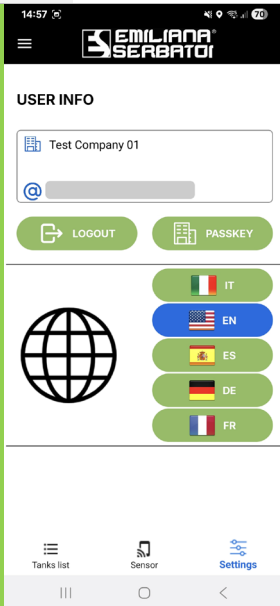 14:57
70
EMILIANA®
SERBATOI
USER INFO
Test Company 01
@
LOGOUT
PASSKEY
IT
EN
ES
DE
FR
Tanks list
Sensor
Settings